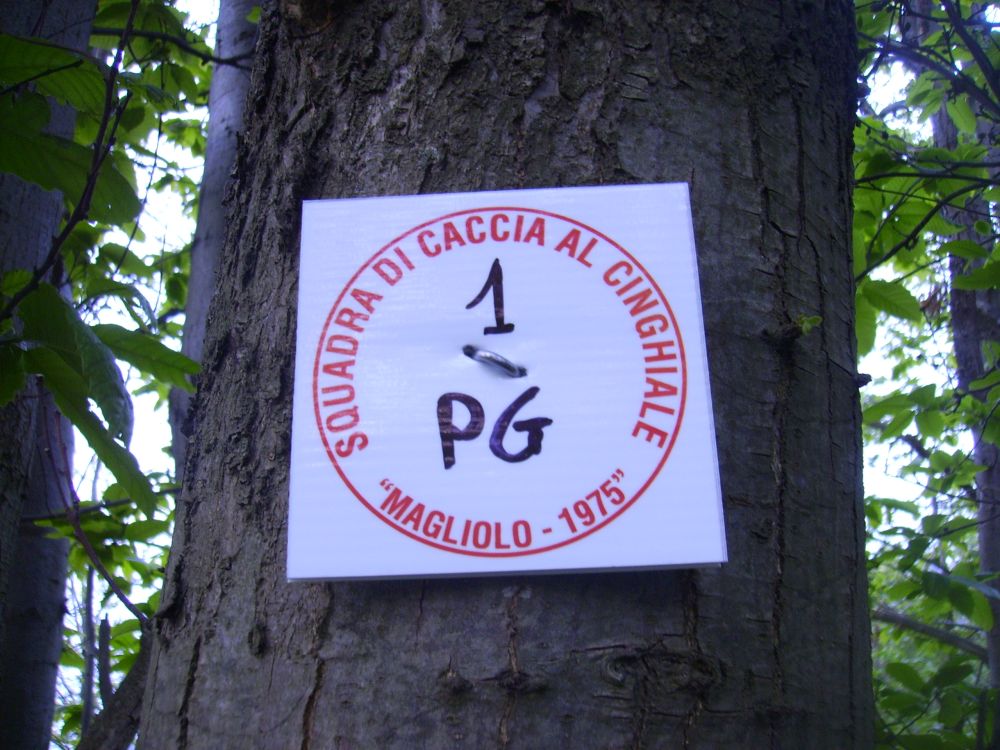 SQUADRA DI CACCIA AL CINGHIALE
1
PG
"MAGLIOLO - 1975"